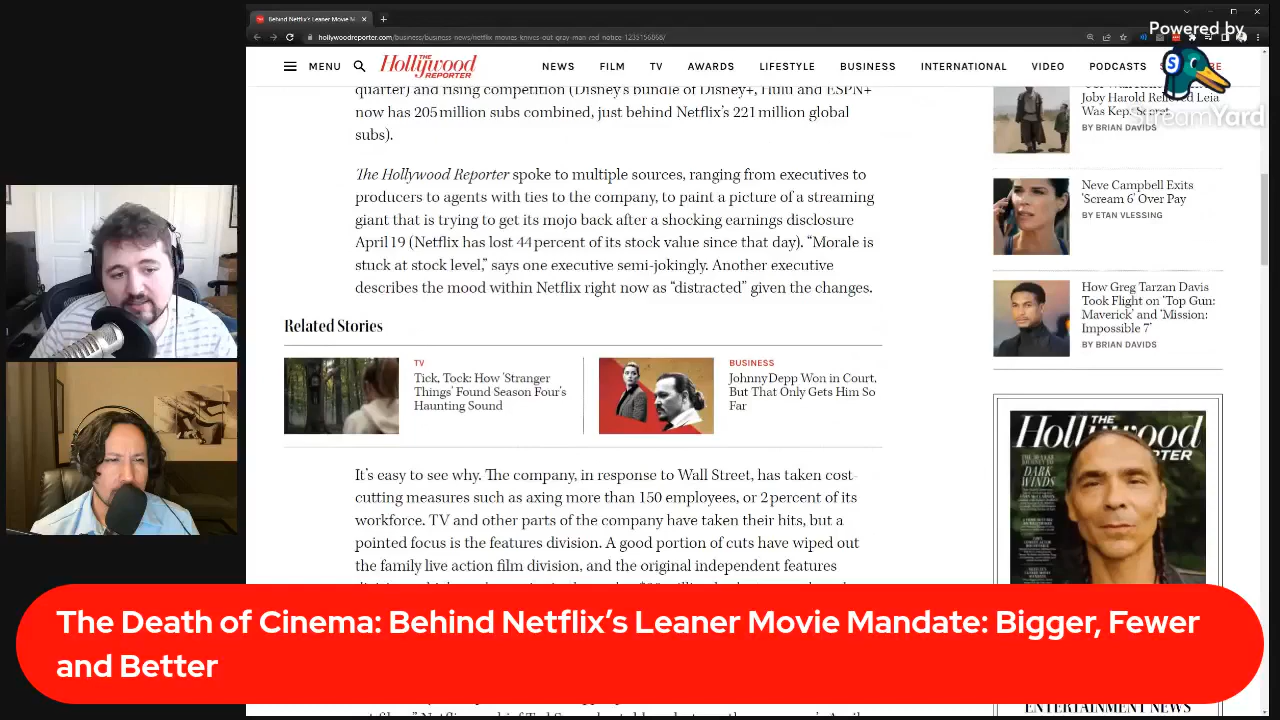 Behind Netflix's Leaner Movie M...
hollywoodreporter.com/business/business-news/netflix-movies-knives-out-gray-man-red-notice-1235156868/
Powered by
StreamYard
MENU
THE
Hollywood
REPORTER
NEWS FILM TV AWARDS LIFESTYLE BUSINESS INTERNATIONAL VIDEO PODCASTS
quarter) and rising competition (Disney's bundle of Disney+, Hulu and ESPN+
now has 205 million subs combined, just behind Netflix's 221 million global
subs).
The Hollywood Reporter spoke to multiple sources, ranging from executives to
producers to agents with ties to the company, to paint a picture of a streaming
giant that is trying to get its mojo back after a shocking earnings disclosure
April 19 (Netflix has lost 44 percent of its stock value since that day). “Morale is
stuck at stock level,” says one executive semi-jokingly. Another executive
describes the mood within Netflix right now as “distracted” given the changes.
Related Stories
TV
Tick, Tock: How 'Stranger
Things' Found Season Four's
Haunting Sound
BUSINESS
Johnny Depp Won in Court,
But That Only Gets Him So
Far
It's easy to see why. The company, in response to Wall Street, has taken cost-
cutting measures such as axing more than 150 employees, or 2 percent of its
workforce. TV and other parts of the company have taken their hits, but a
pointed focus is the features division. A good portion of cuts are wiped out
the family live action film division
original independent features
Joby Harold Leia
Was Kept Secret
BY BRIAN DAVIDS
Neve Campbell Exits
'Scream 6' Over Pay
BY ETAN VLESSING
How Greg Tarzan Davis
Took Flight on 'Top Gun:
Maverick' and 'Mission:
Impossible 7'
BY BRIAN DAVIDS
THE
Hollywood
DARK
WINDS
The Death of Cinema: Behind Netflix’s Leaner Movie Mandate: Bigger, Fewer
and Better
ENTERTAINMENT NEWS